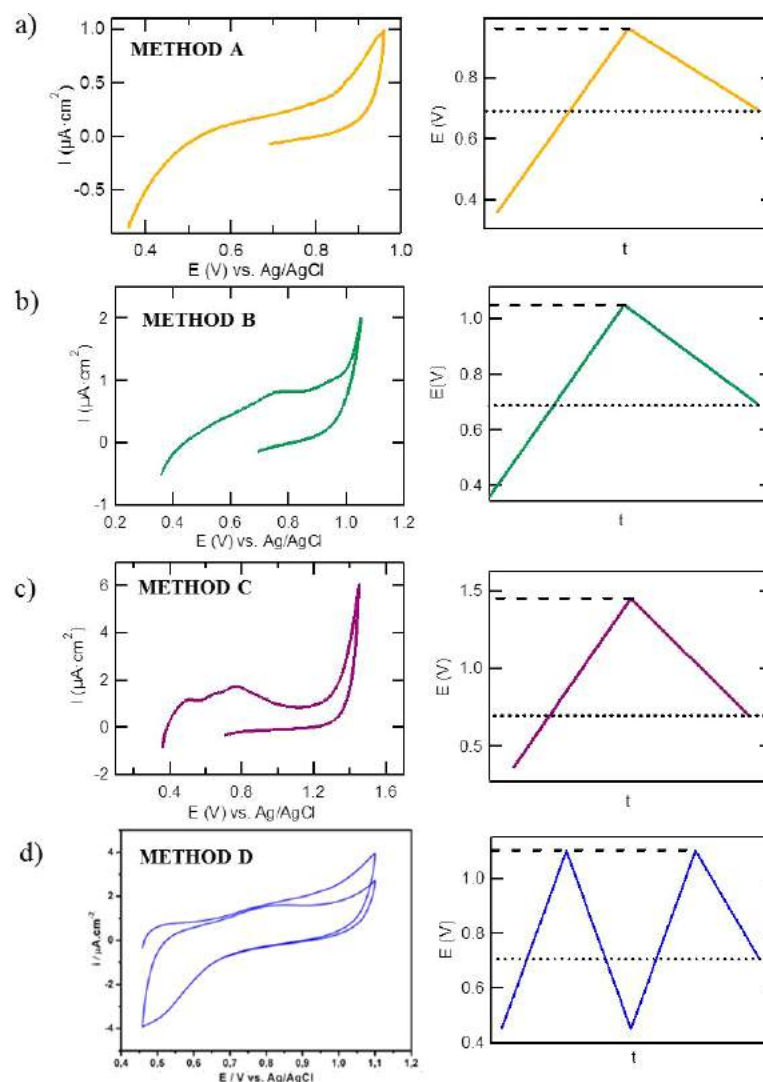 a)
METHOD A
1.0
0.5
0.0
-0.5
I (µA·cm²)
0.4
0.6
0.8
1.0
E (V) vs. Ag/AgCl
0.8
0.6
0.4
E (V)
t
b)
METHOD B
2
1
0
-1
I (µA·cm²)
0.2
0.4
0.6
0.8
1.0
1.2
E (V) vs. Ag/AgCl
1.0
0.8
0.6
0.4
E(V)
t
c)
METHOD C
6
4
2
0
-2
I (µA·cm²)
0.4
0.8
1.2
1.6
E (V) vs. Ag/AgCl
1.5
1.0
0.5
E (V)
t
d)
METHOD D
4
2
0
-2
-4
i / µA.cm⁻²
0,4
0,5
0,6
0,7
0,8
0,9
1,0
1,1
1,2
E / V vs. Ag/AgCl
1.0
0.8
0.6
0.4
E (V)
t